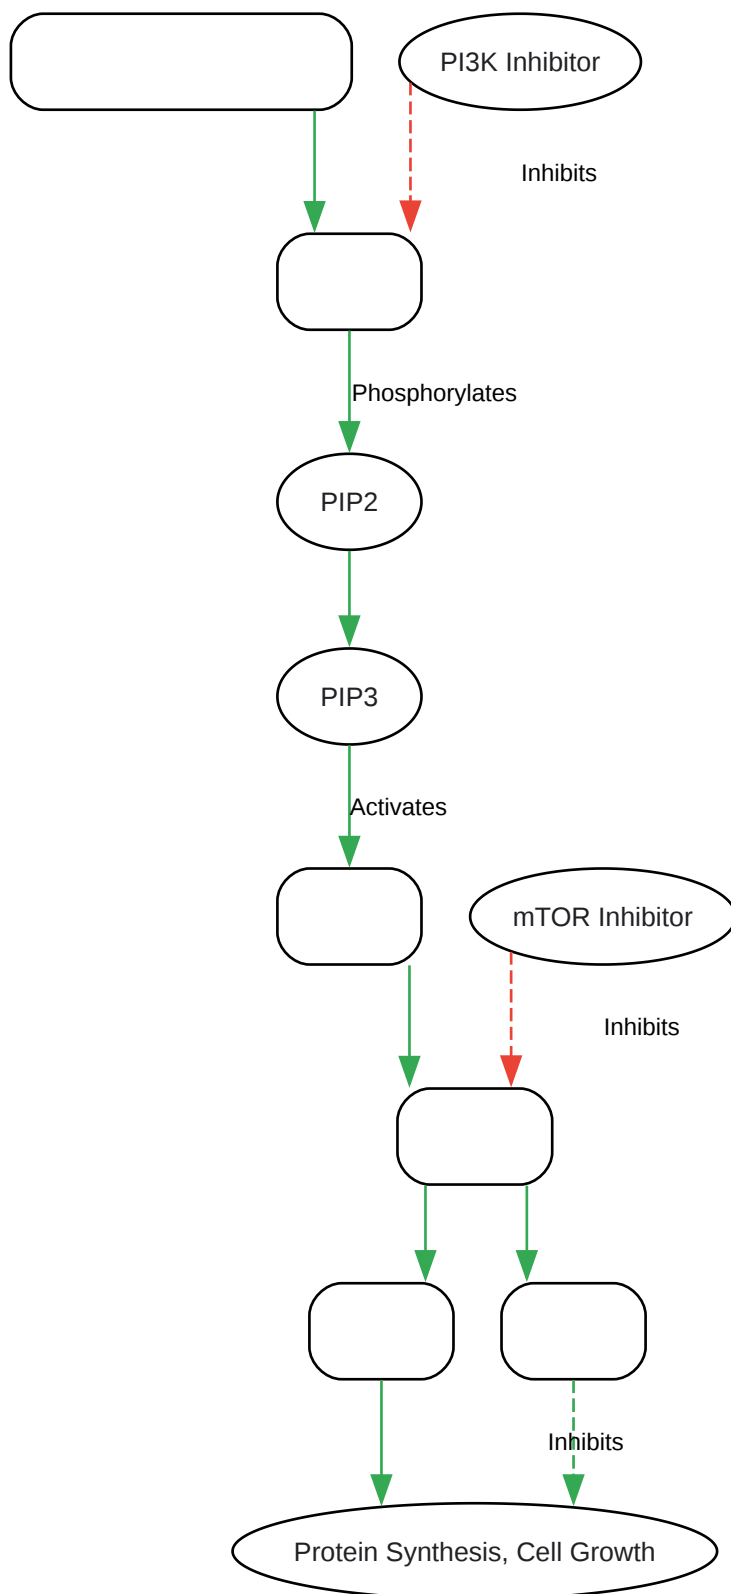 PI3K Inhibitor
Inhibits
Phosphorylates
PIP2
PIP3
Activates
mTOR Inhibitor
Inhibits
Inhibits
Protein Synthesis, Cell Growth